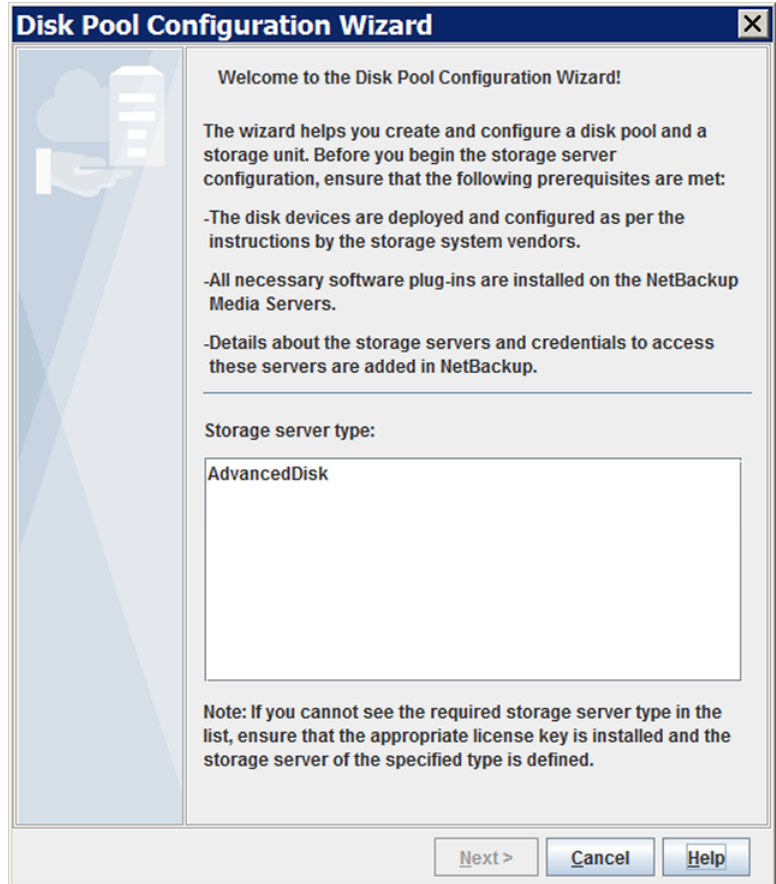 Disk Pool Configuration Wizard
Welcome to the Disk Pool Configuration Wizard!
The wizard helps you create and configure a disk pool and a
storage unit. Before you begin the storage server
configuration, ensure that the following prerequisites are met:
-The disk devices are deployed and configured as per the
instructions by the storage system vendors.
-All necessary software plug-ins are installed on the NetBackup
Media Servers.
-Details about the storage servers and credentials to access
these servers are added in NetBackup.
Storage server type:
AdvancedDisk
Note: If you cannot see the required storage server type in the
list, ensure that the appropriate license key is installed and the
storage server of the specified type is defined.
Next > Cancel Help